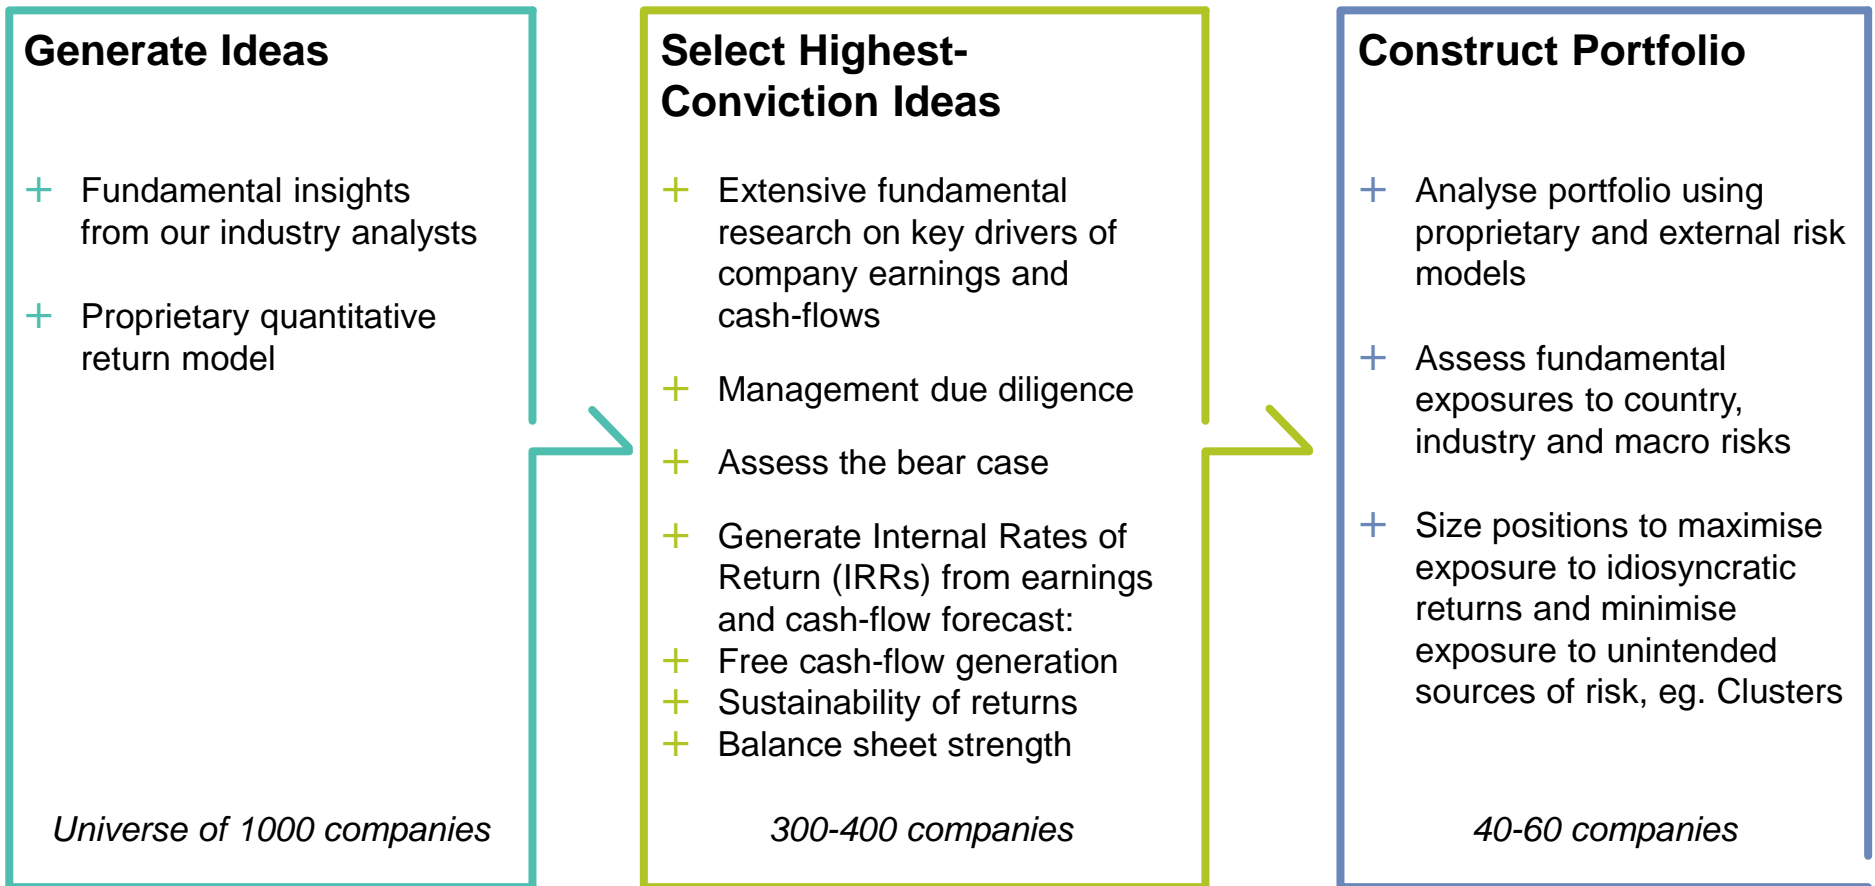 Generate Ideas
+ Fundamental insights
from our industry analysts
+ Proprietary quantitative
return model
Universe of 1000 companies
Select Highest-
Conviction Ideas
+ Extensive fundamental
research on key drivers of
company earnings and
cash-flows
+ Management due diligence
+ Assess the bear case
+ Generate Internal Rates of
Return (IRRs) from earnings
and cash-flow forecast:
+ Free cash-flow generation
+ Sustainability of returns
+ Balance sheet strength
300-400 companies
Construct Portfolio
+ Analyse portfolio using
proprietary and external risk
models
+ Assess fundamental
exposures to country,
industry and macro risks
+ Size positions to maximise
exposure to idiosyncratic
returns and minimise
exposure to unintended
sources of risk, eg. Clusters
40-60 companies